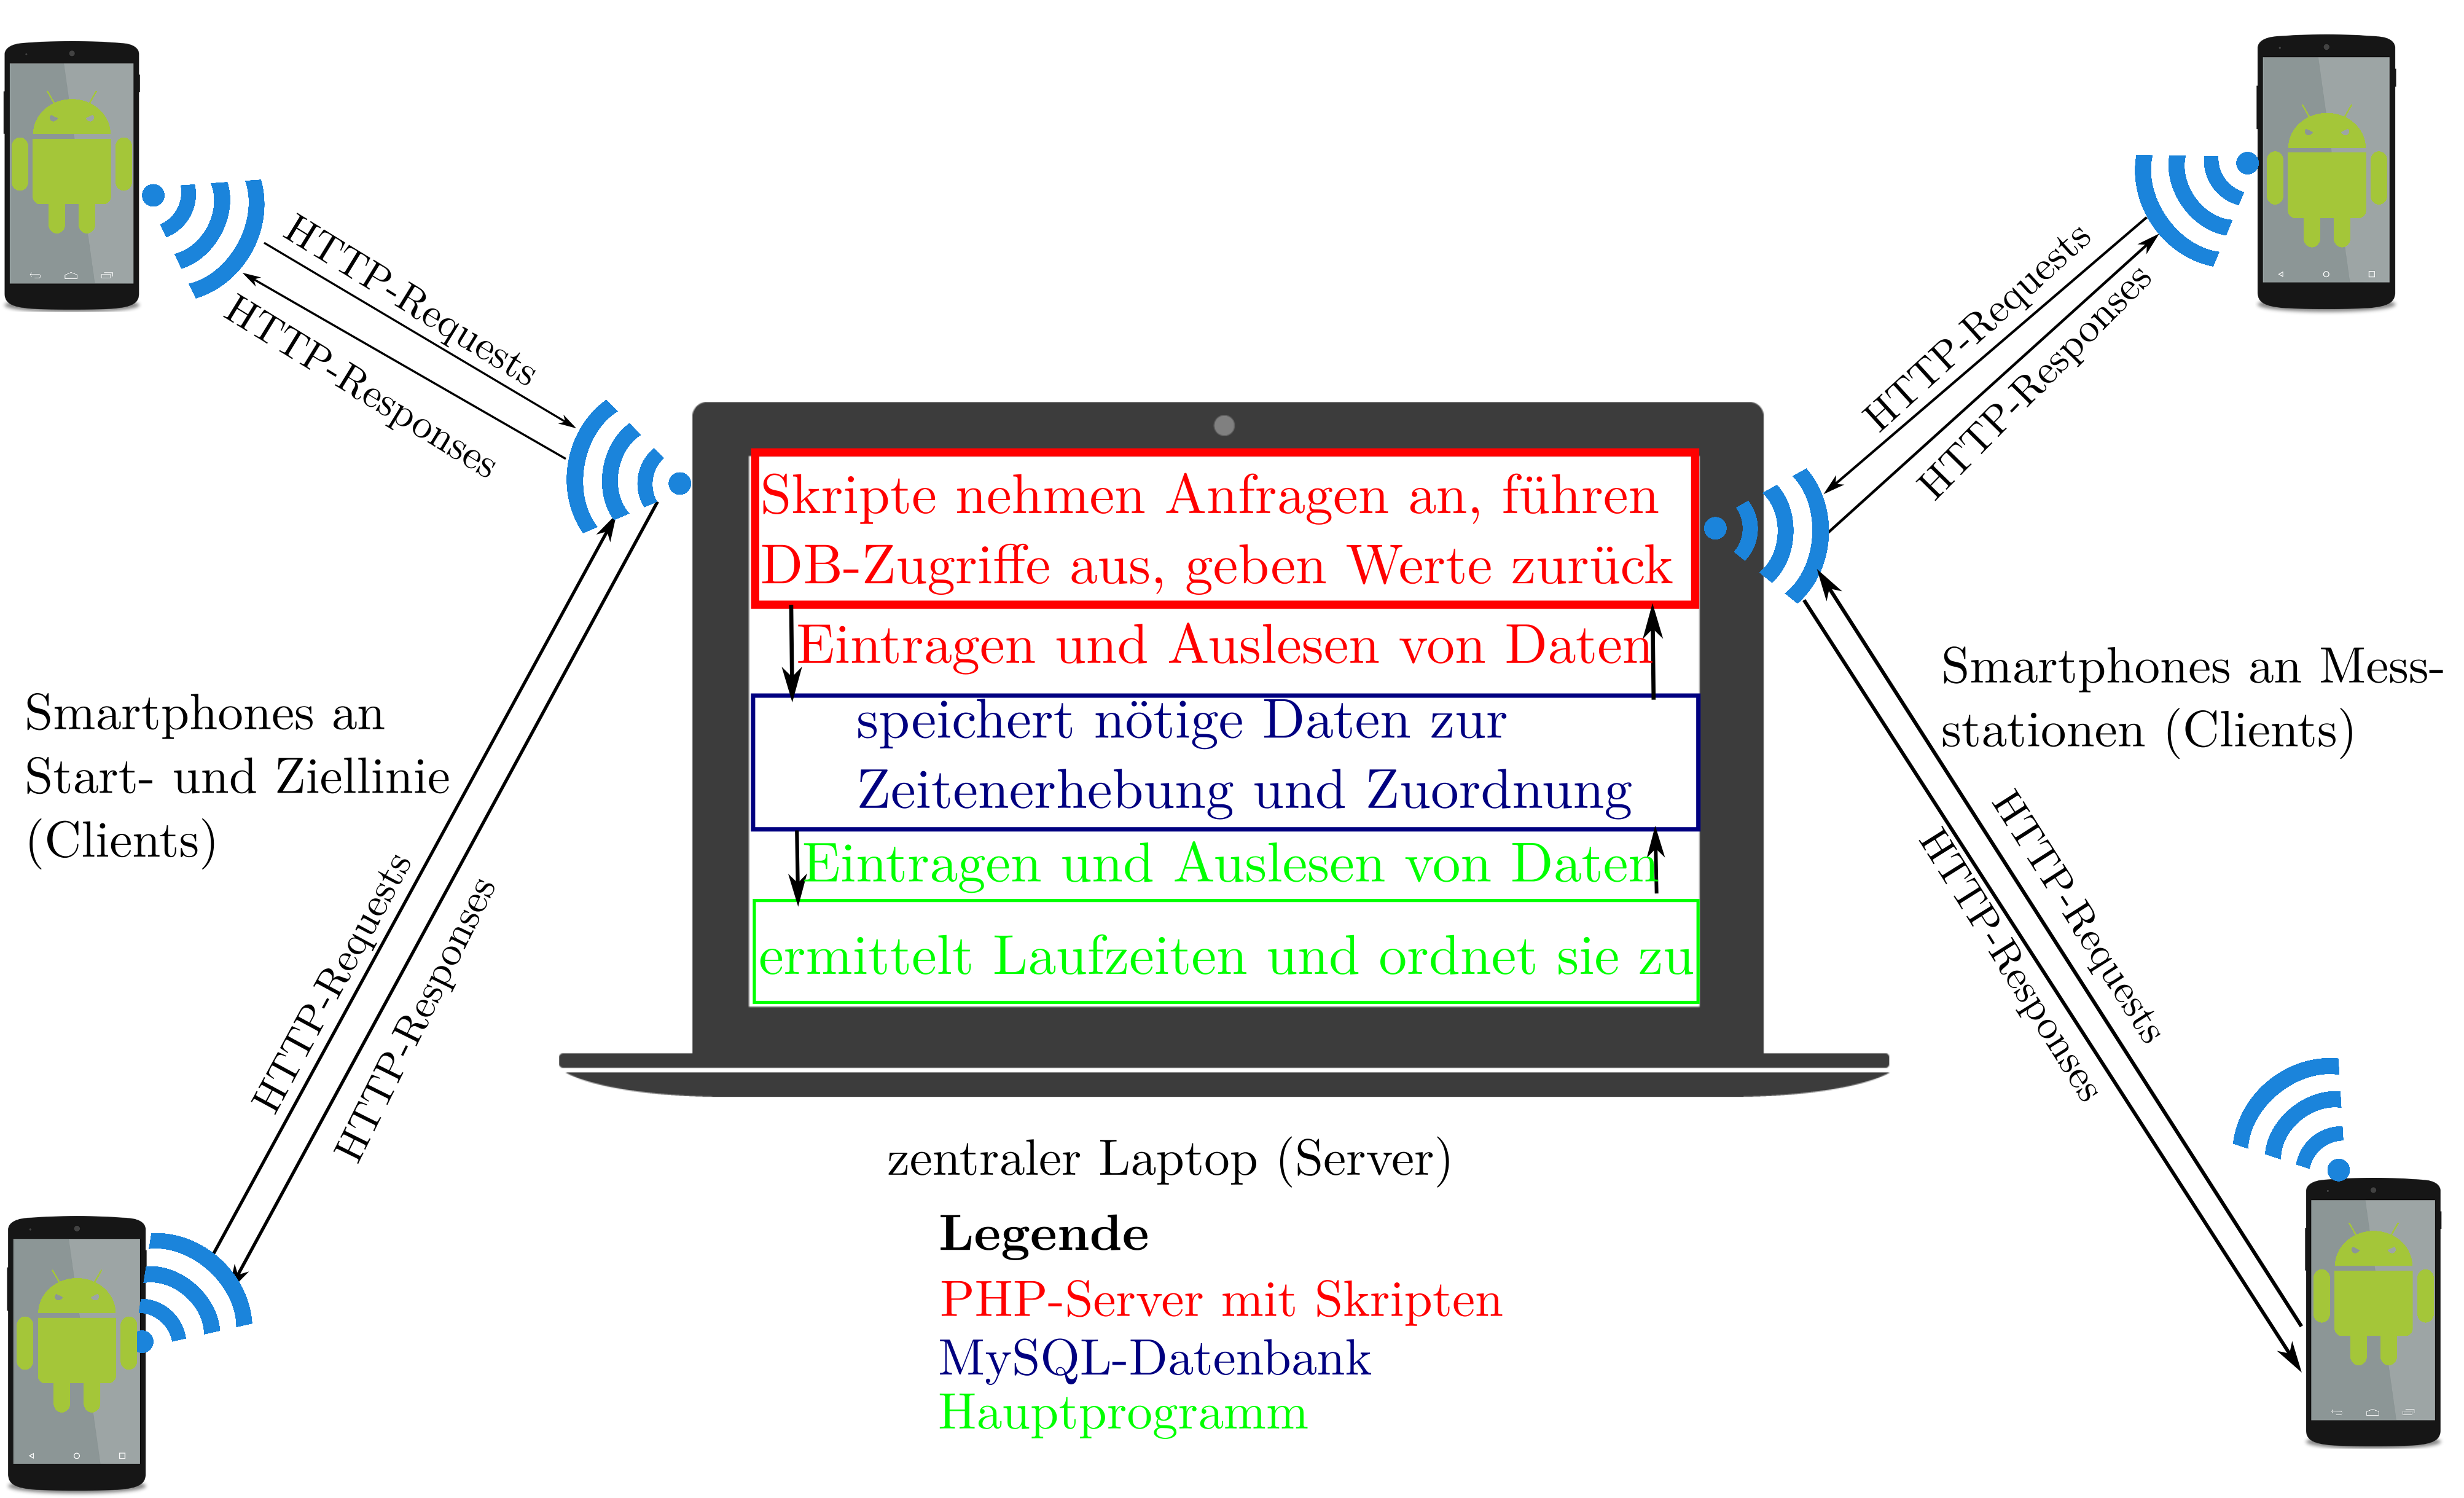 HTTP-Requests
HTTP-Responses
HTTP-Requests
HTTP-Responses
Skripte nehmen Anfragen an, führen
DB-Zugriffe aus, geben Werte zurück
Eintragen und Auslesen von Daten
speichert nötige Daten zur
Zeitenerhebung und Zuordnung
Eintragen und Auslesen von Daten
ermittelt Laufzeiten und ordnet sie zu
Smartphones an
Start- und Ziellinie
(Clients)
Smartphones an Mess-
stationen (Clients)
HTTP-Requests
HTTP-Responses
HTTP-Requests
HTTP-Responses
zentraler Laptop (Server)
Legende
PHP-Server mit Skripten
MySQL-Datenbank
Hauptprogramm